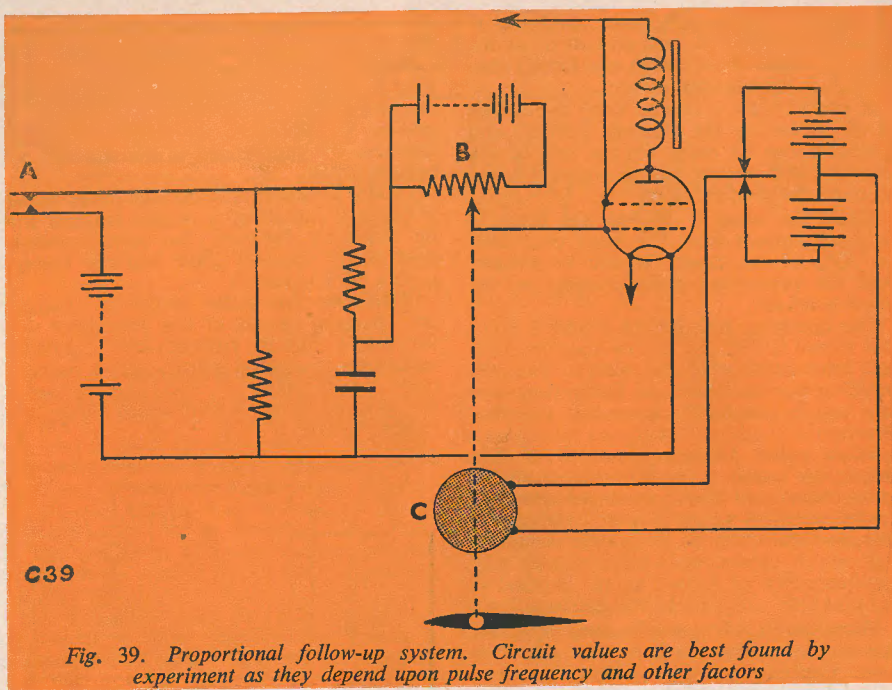 A
B
C
C39
Fig. 39. Proportional follow-up system. Circuit values are best found by
experiment as they depend upon pulse frequency and other factors